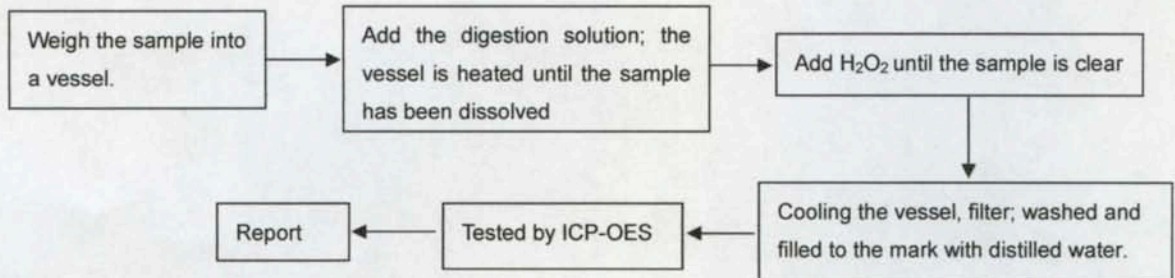 Weigh the sample into
a vessel.
Add the digestion solution; the
vessel is heated until the sample
has been dissolved
Add H₂O₂ until the sample is clear
Cooling the vessel, filter; washed and
filled to the mark with distilled water.
Tested by ICP-OES
Report